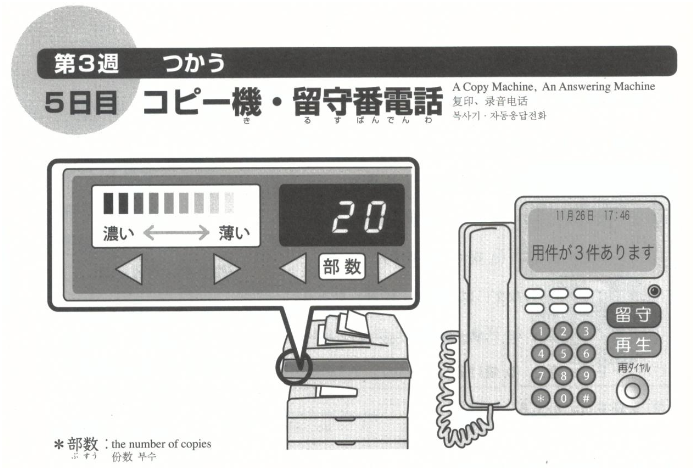 第3週 つかう
5日目 コピー機・留守番電話
き る す ばん でん わ
A Copy Machine, An Answering Machine
复印、录音电话
복사기·자동응답전화
濃い 薄い
20
部数
11月26日 17:46
用件が3件あります
留守
再生
再ダイヤル
1 2 3
4 5 6
7 8 9
* 0 #
*部数:the number of copies
ぶ すう 份数 부수